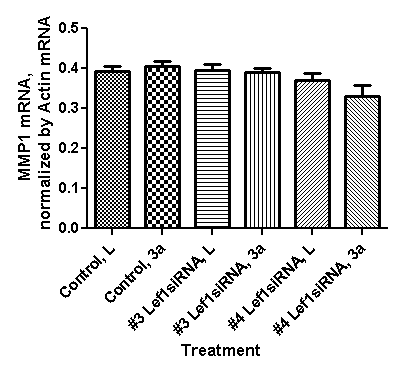 MMP1 mRNA,
normalized by Actin mRNA
0.5
0.4
0.3
0.2
0.1
0.0
Control, L
Control, 3a
#3 Lef1siRNA, L
#3 Lef1siRNA, 3a
#4 Lef1siRNA, L
#4 Lef1siRNA, 3a
Treatment